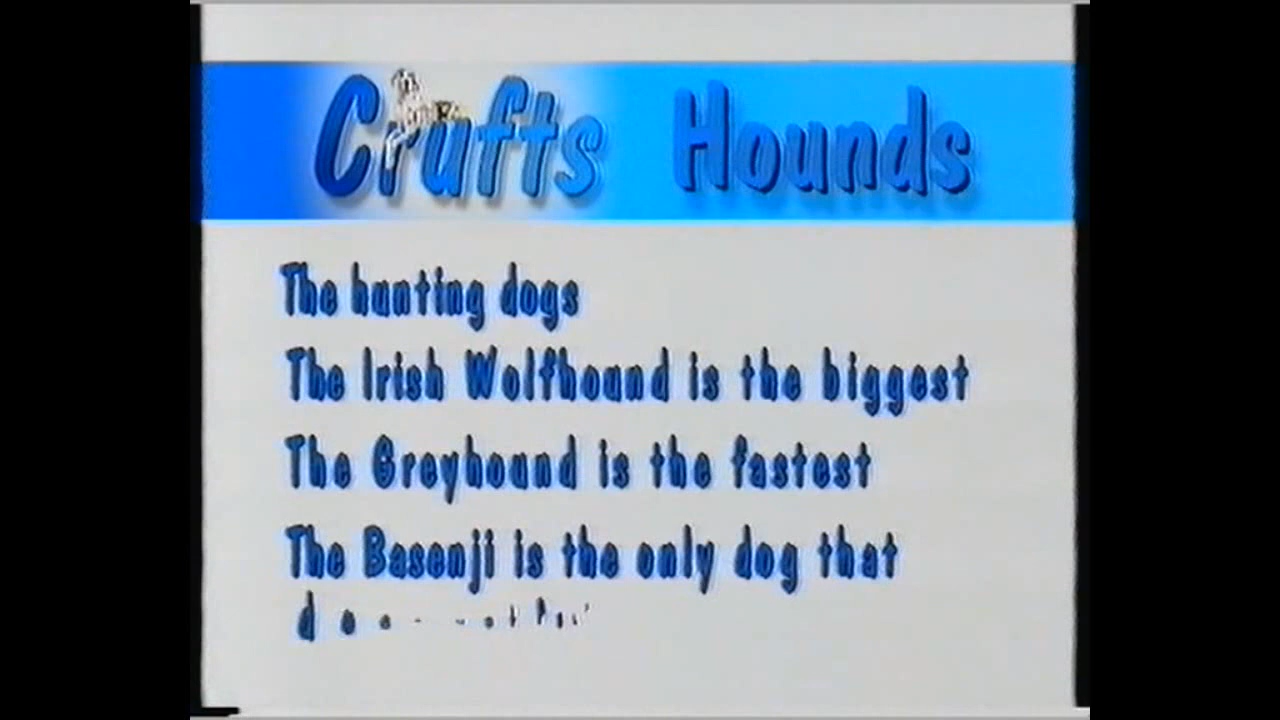 Crufts Hounds
The hunting dogs
The Irish Wolfhound is the biggest
The Greyhound is the fastest
The Basenji is the only dog that